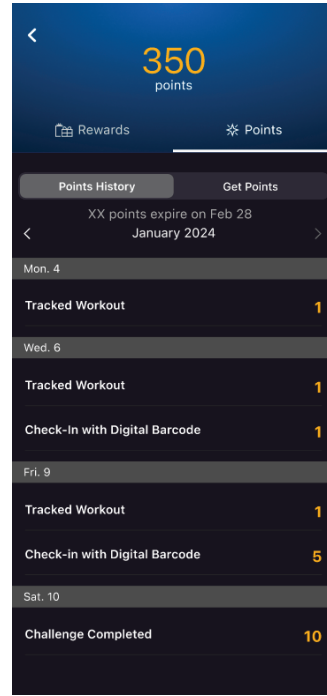 350
points
Rewards
Points
Points History
Get Points
XX points expire on Feb 28
January 2024
Mon. 4
Tracked Workout 1
Wed. 6
Tracked Workout 1
Check-In with Digital Barcode 1
Fri. 9
Tracked Workout 1
Check-in with Digital Barcode 5
Sat. 10
Challenge Completed 10